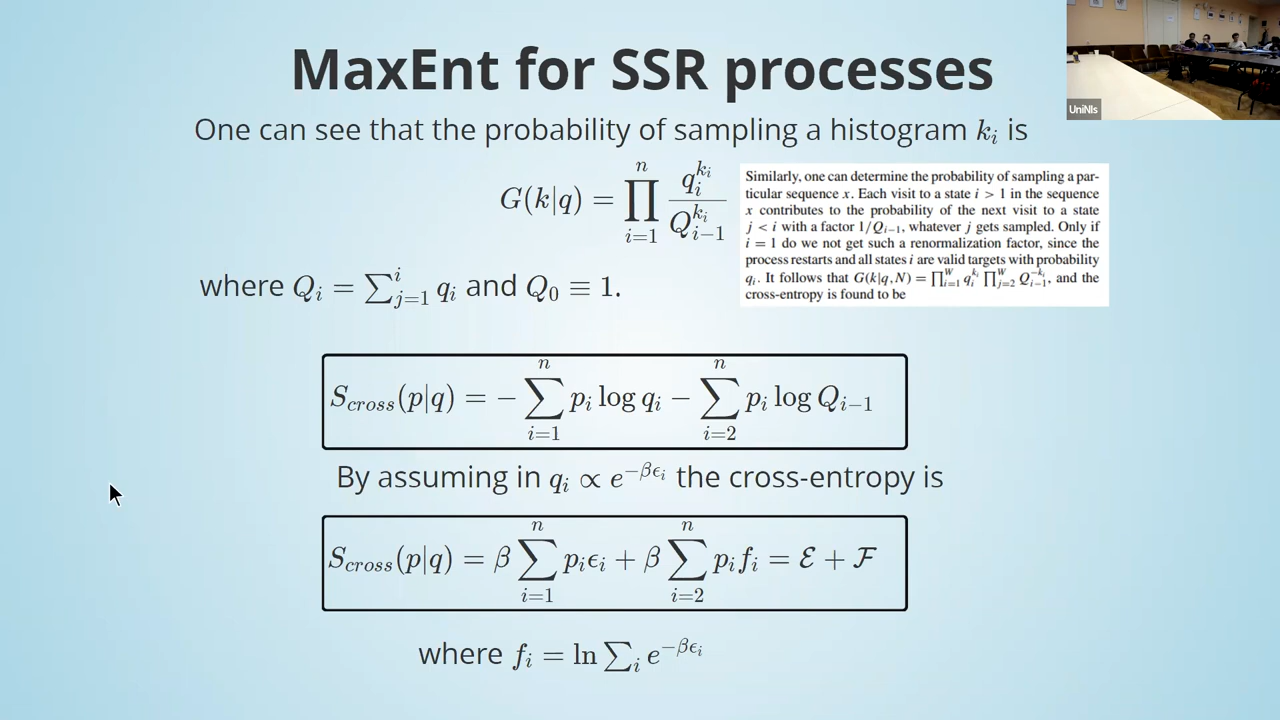 MaxEnt for SSR processes
UniNIs
One can see that the probability of sampling a histogram k_i is
G(k|q) = ∏_{i=1}^{n} q_i^{k_i} / Q_{i-1}^{k_i}
Similarly, one can determine the probability of sampling a par-
ticular sequence x. Each visit to a state i > 1 in the sequence
x contributes to the probability of the next visit to a state
j < i with a factor 1/Q_{i-1}, whatever j gets sampled. Only if
i = 1 do we not get such a renormalization factor, since the
process restarts and all states i are valid targets with probability
q_i. It follows that G(k|q, N) = ∏_{i=1}^{W} q_i^{k_i} ∏_{j=2}^{W} Q_{i-1}^{-k_i}, and the
cross-entropy is found to be
where Q_i = ∑_{j=1}^{i} q_i and Q_0 ≡ 1.
S_{cross}(p|q) = − ∑_{i=1}^{n} p_i log q_i − ∑_{i=2}^{n} p_i log Q_{i−1}
By assuming in q_i ∝ e^{−βϵ_i} the cross-entropy is
S_{cross}(p|q) = β ∑_{i=1}^{n} p_i ϵ_i + β ∑_{i=2}^{n} p_i f_i = ℰ + ℱ
where f_i = ln ∑_i e^{−βϵ_i}